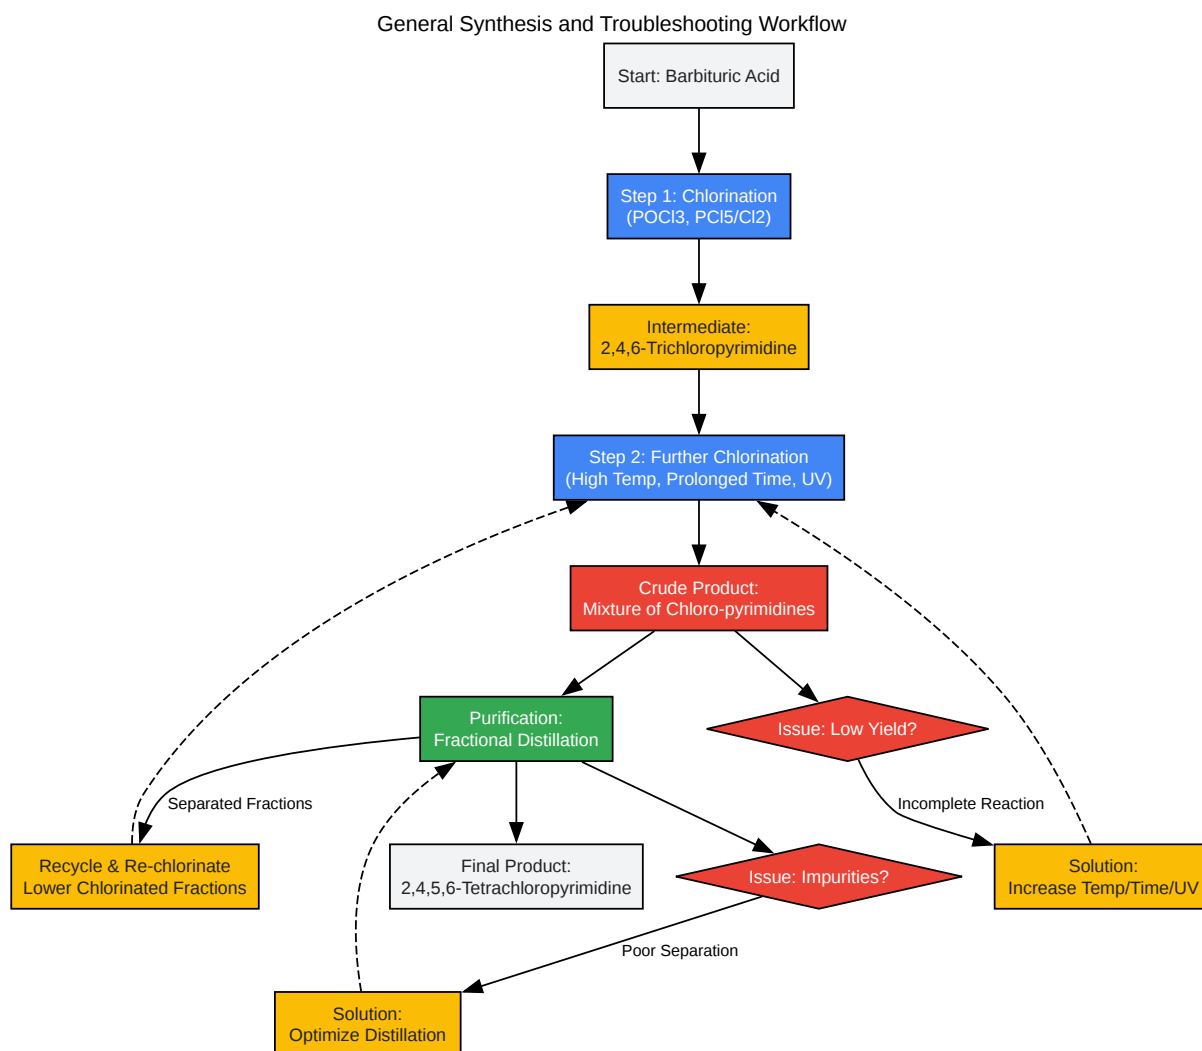 General Synthesis and Troubleshooting Workflow
Start: Barbituric Acid
Step 1: Chlorination
(POCl3, PCl5/Cl2)
Intermediate:
2,4,6-Trichloropyrimidine
Step 2: Further Chlorination
(High Temp, Prolonged Time, UV)
Crude Product:
Mixture of Chloro-pyrimidines
Purification:
Fractional Distillation
Issue: Low Yield?
Separated Fractions
Incomplete Reaction
Recycle & Re-chlorinate
Lower Chlorinated Fractions
Final Product:
2,4,5,6-Tetrachloropyrimidine
Issue: Impurities?
Solution:
Increase Temp/Time/UV
Poor Separation
Solution:
Optimize Distillation